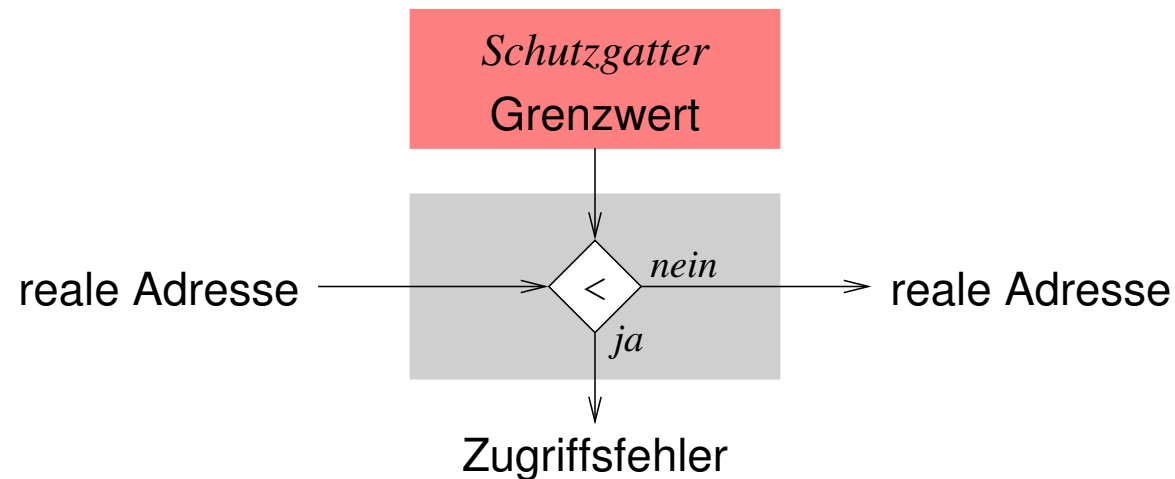 Schutzgatter
Grenzwert
reale Adresse
<
nein
reale Adresse
ja
Zugriffsfehler